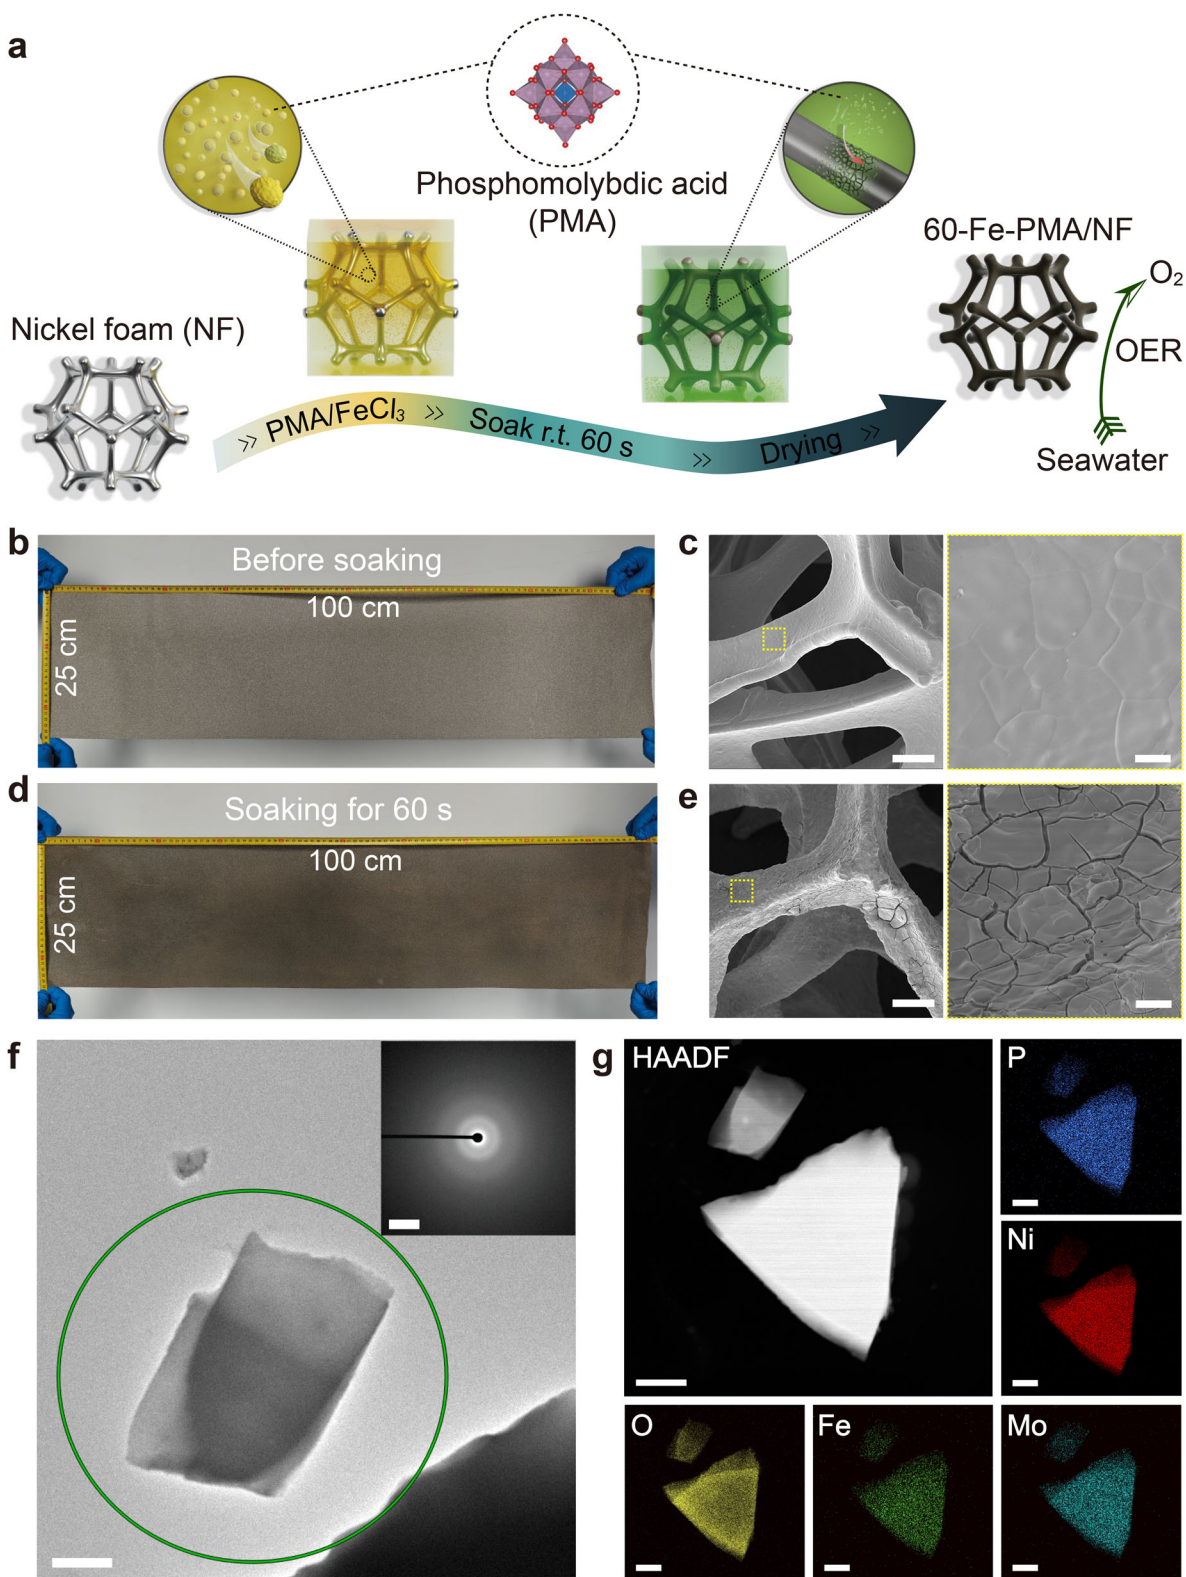 a
Phosphomolybdic acid
(PMA)
60-Fe-PMA/NF
O₂
OER
Seawater
Nickel foam (NF)
» PMA/FeCl₃ » Soak r.t. 60 s » Drying »
b
Before soaking
100 cm
25 cm
c
d
Soaking for 60 s
100 cm
25 cm
e
f
g
HAADF
P
Ni
O
Fe
Mo